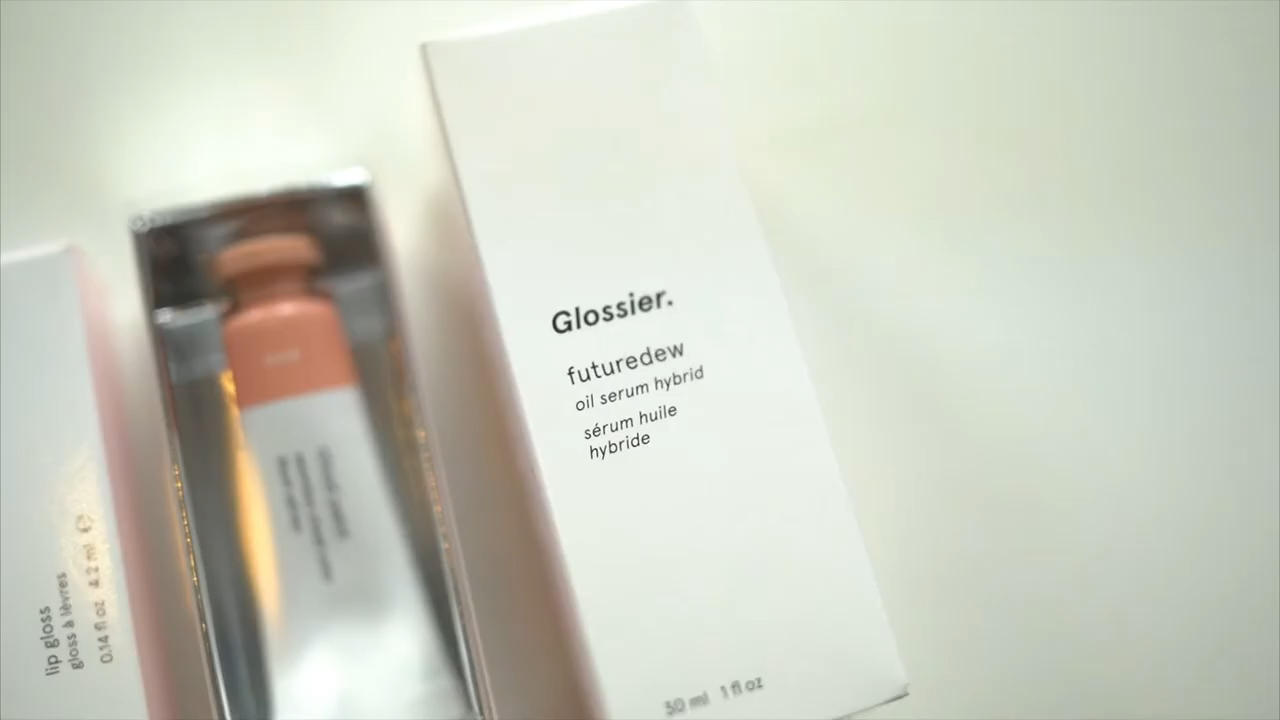 Glossier.
futuredew
oil serum hybrid
sérum huile
hybride
30 ml 1 fl oz
lip gloss
gloss à lèvres
0.14 fl oz 4.2 ml ℮